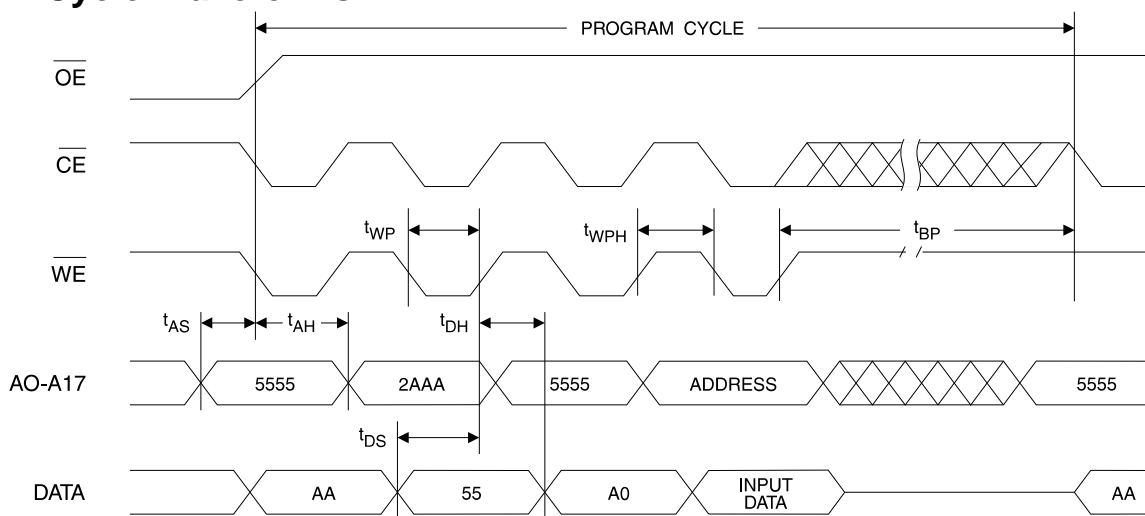 PROGRAM CYCLE
OE
CE
tWP
tWPH
tBP
WE
tAS
tAH
tDH
AO-A17
5555
2AAA
5555
ADDRESS
5555
tDS
DATA
AA
55
A0
INPUT
DATA
AA